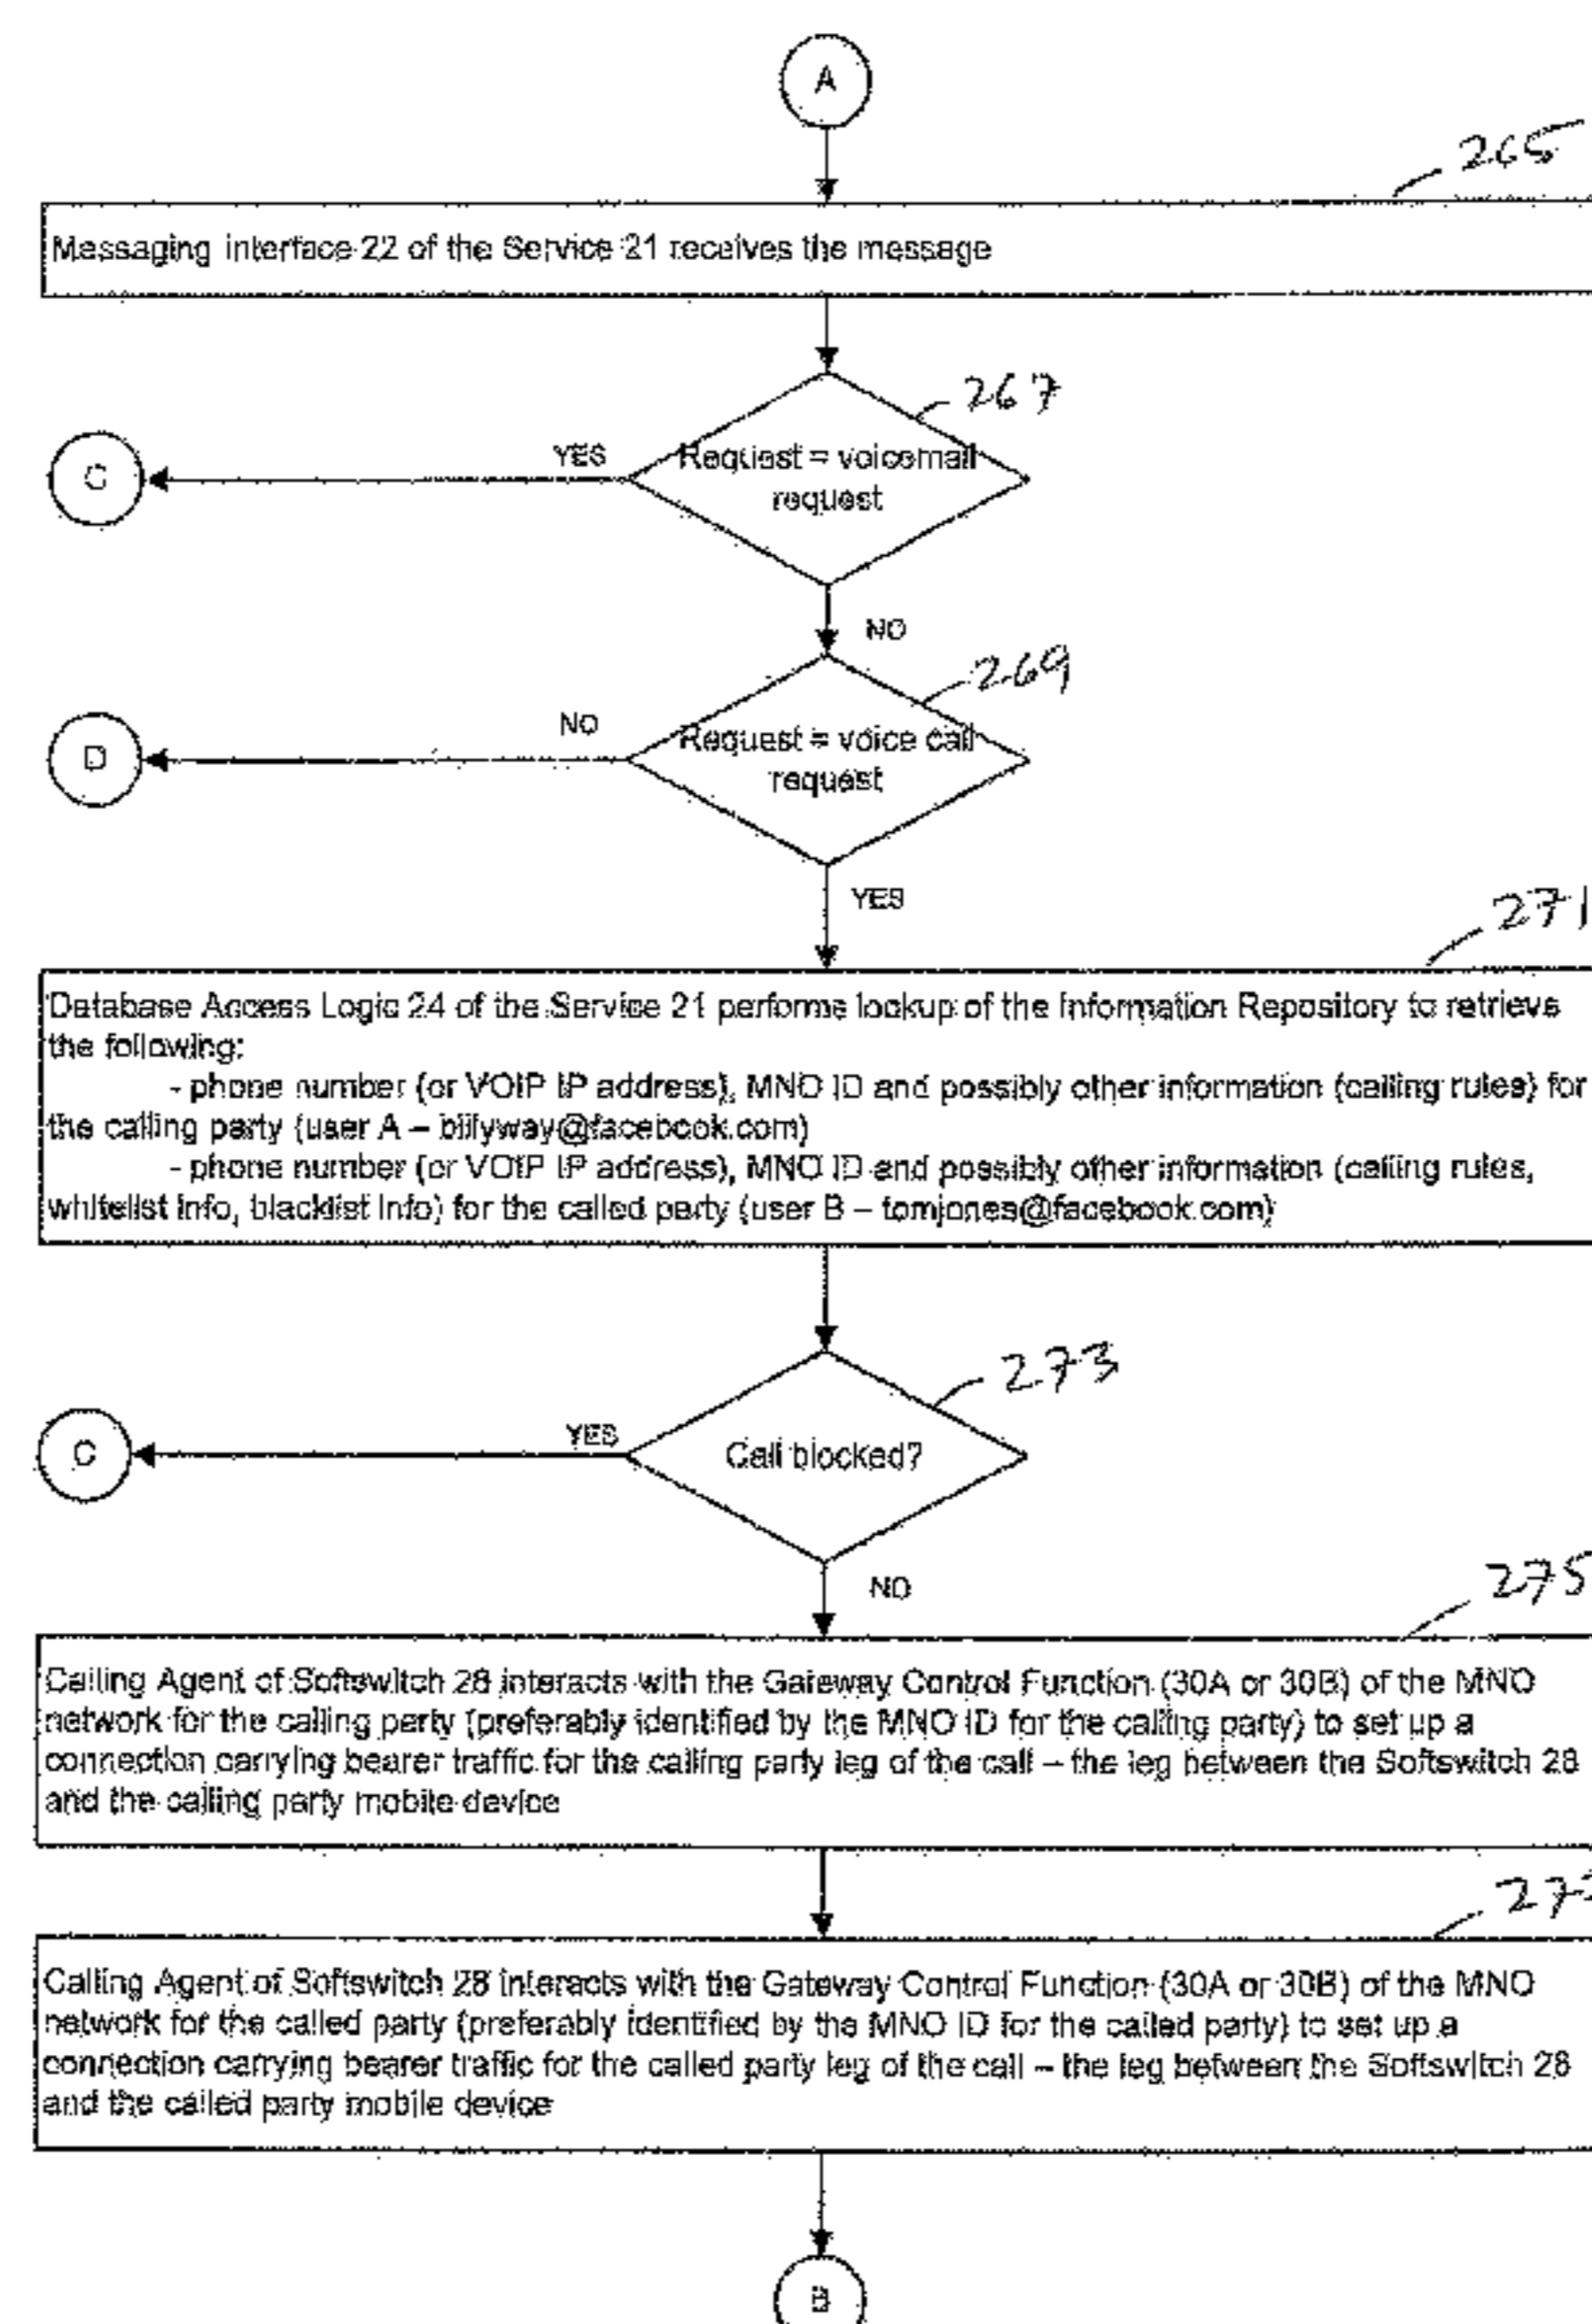 A
265
Messaging interface 22 of the Service 21 receives the message
267
YES
Request = voicemail
request
C
NO
269
NO
Request = voice call
request
D
YES
271
Database Access Logic 24 of the Service 21 performs lookup of the Information Repository to retrieve
the following:
- phone number (or VOIP IP address), MNO ID and possibly other information (calling rules) for
the calling party (user A – billyway@facebook.com)
- phone number (or VOIP IP address), MNO ID and possibly other information (calling rules,
whitelist info, blacklist info) for the called party (user B – tomjones@facebook.com)
273
YES
Call blocked?
C
NO
275
Calling Agent of Softswitch 28 interacts with the Gateway Control Function (30A or 30B) of the MNO
network for the calling party (preferably identified by the MNO ID for the calling party) to set up a
connection carrying bearer traffic for the calling party leg of the call – the leg between the Softswitch 28
and the calling party mobile device
Calling Agent of Softswitch 28 interacts with the Gateway Control Function (30A or 30B) of the MNO
network for the called party (preferably identified by the MNO ID for the called party) to set up a
connection carrying bearer traffic for the called party leg of the call – the leg between the Softswitch 28
and the called party mobile device
B